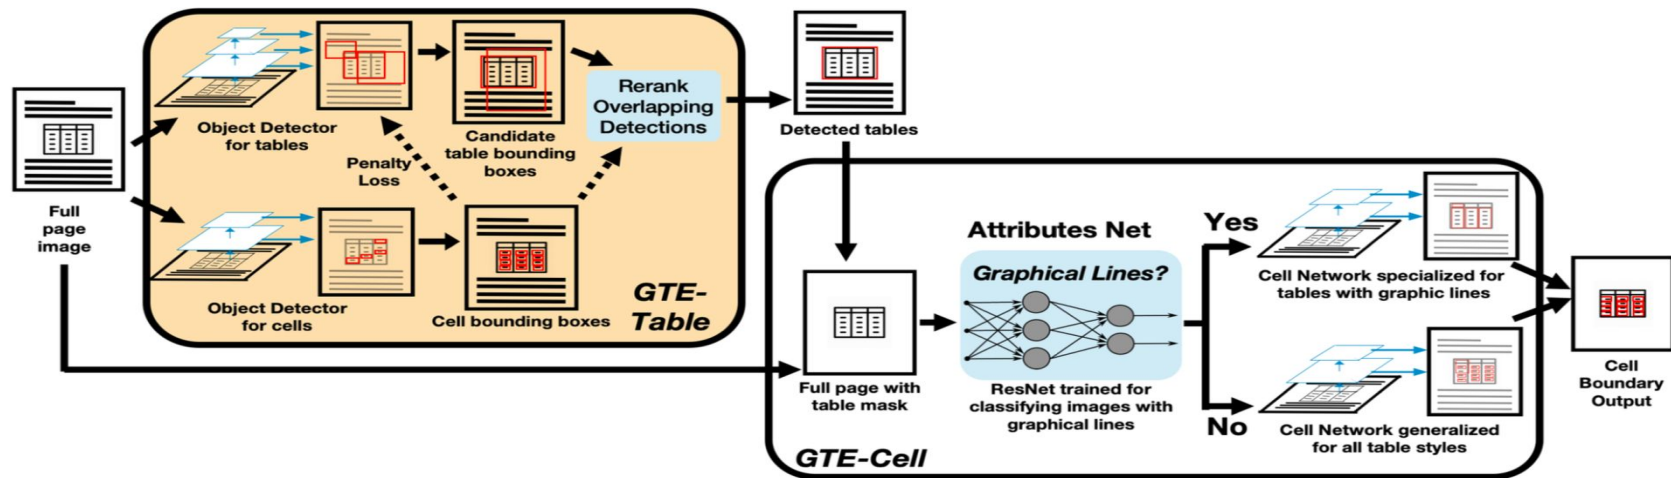 Full
page
image
Object Detector
for tables
Candidate
table bounding
boxes
Rerank
Overlapping
Detections
Penalty
Loss
Object Detector
for cells
Cell bounding boxes
GTE-
Table
Detected tables
Full page with
table mask
Attributes Net
Graphical Lines?
ResNet trained for
classifying images with
graphical lines
Yes
No
Cell Network specialized for
tables with graphic lines
Cell Network generalized
for all table styles
GTE-Cell
Cell
Boundary
Output